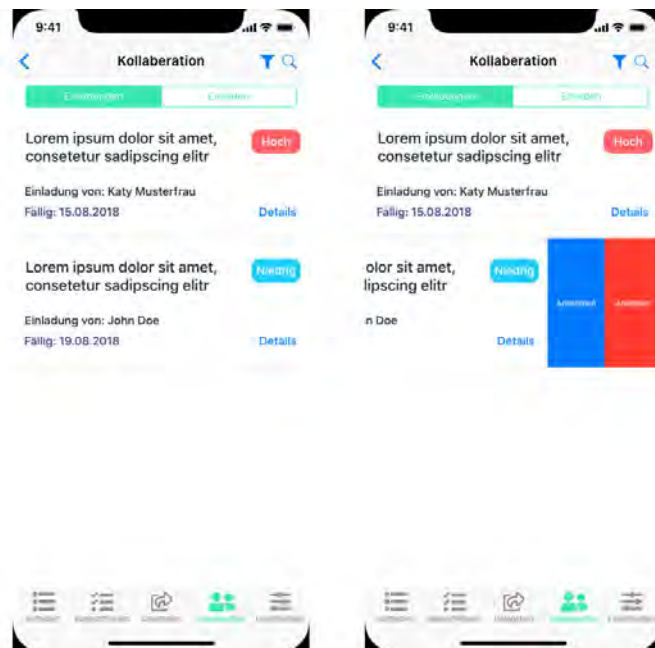 9:41
Kollaberation
Lorem ipsum dolor sit amet,
consetetur sadipscing elitr
Hoch
Einladung von: Katy Musterfrau
Fällig: 15.08.2018
Details
Lorem ipsum dolor sit amet,
consetetur sadipscing elitr
Niedrig
Einladung von: John Doe
Fällig: 19.08.2018
Details
9:41
Kollaberation
Lorem ipsum dolor sit amet,
consetetur sadipscing elitr
Hoch
Einladung von: Katy Musterfrau
Fällig: 15.08.2018
Details
olor sit amet,
lipscing elitr
Niedrig
n Doe
Details